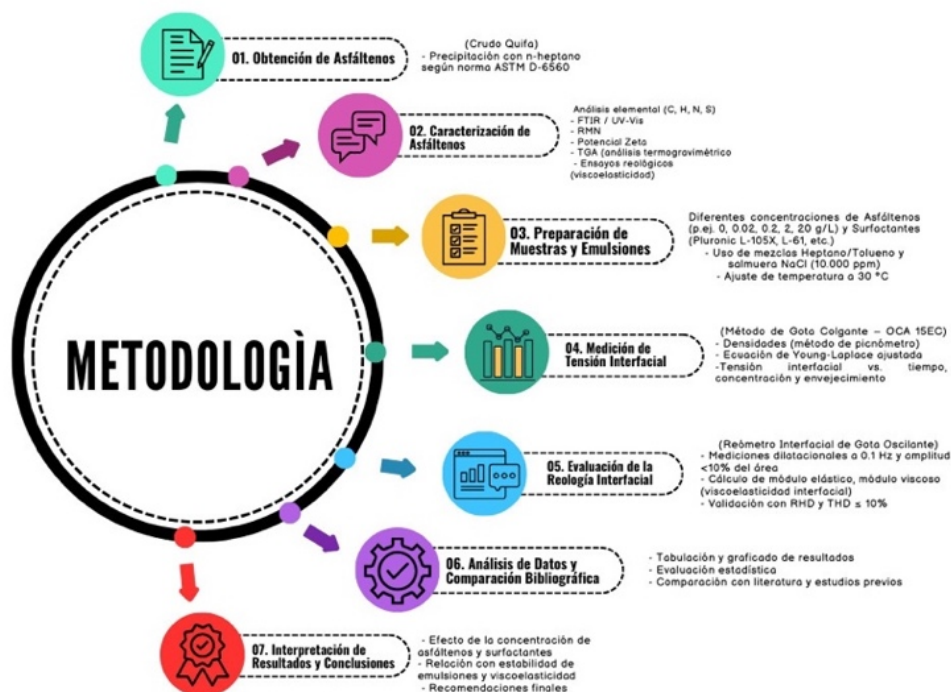 01. Obtención de Asfáltenos
(Crudo Quifa)
- Precipitación con n-heptano
según norma ASTM D-6560
02. Caracterización de
Asfáltenos
Análisis elemental (C, H, N, S)
- FTIR / UV-Vis
- RMN
- Potencial Zeta
- TGA (análisis termogravimétrico
- Ensayos reológicos
(viscoelasticidad)
03. Preparación de
Muestras y Emulsiones
Diferentes concentraciones de Asfáltenos
(p.ej. 0, 0.02, 0.2, 2, 20 g/L) y Surfactantes
(Pluronic L-105X, L-61, etc.)
- Uso de mezclas Heptano/Tolueno y
salmuera NaCl (10.000 ppm)
- Ajuste de temperatura a 30 °C
METODOLOGÌA
04. Medición de
Tensión Interfacial
(Método de Gota Colgante – OCA 15EC)
- Densidades (método de picnómetro)
- Ecuación de Young-Laplace ajustada
-Tensión interfacial vs. tiempo,
concentración y envejecimiento
05. Evaluación de la
Reología Interfacial
(Reómetro Interfacial de Gota Oscilante)
- Mediciones dilatacionales a 0.1 Hz y amplitud
<10% del área
- Cálculo de módulo elástico, módulo viscoso
(viscoelasticidad interfacial)
- Validación con RHD y THD ≤ 10%
06. Análisis de Datos y
Comparación Bibliográfica
- Tabulación y graficado de resultados
- Evaluación estadística
- Comparación con literatura y estudios previos
07. Interpretación de
Resultados y Conclusiones
- Efecto de la concentración de
asfáltenos y surfactantes
- Relación con estabilidad de
emulsiones y viscoelasticidad
- Recomendaciones finales